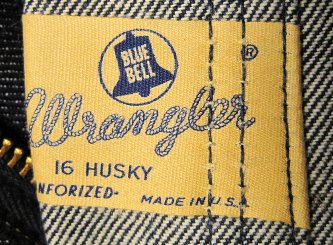 BLUE
BELL
Wrangler ®
16 HUSKY
NFORIZED
MADE IN U.S.A.